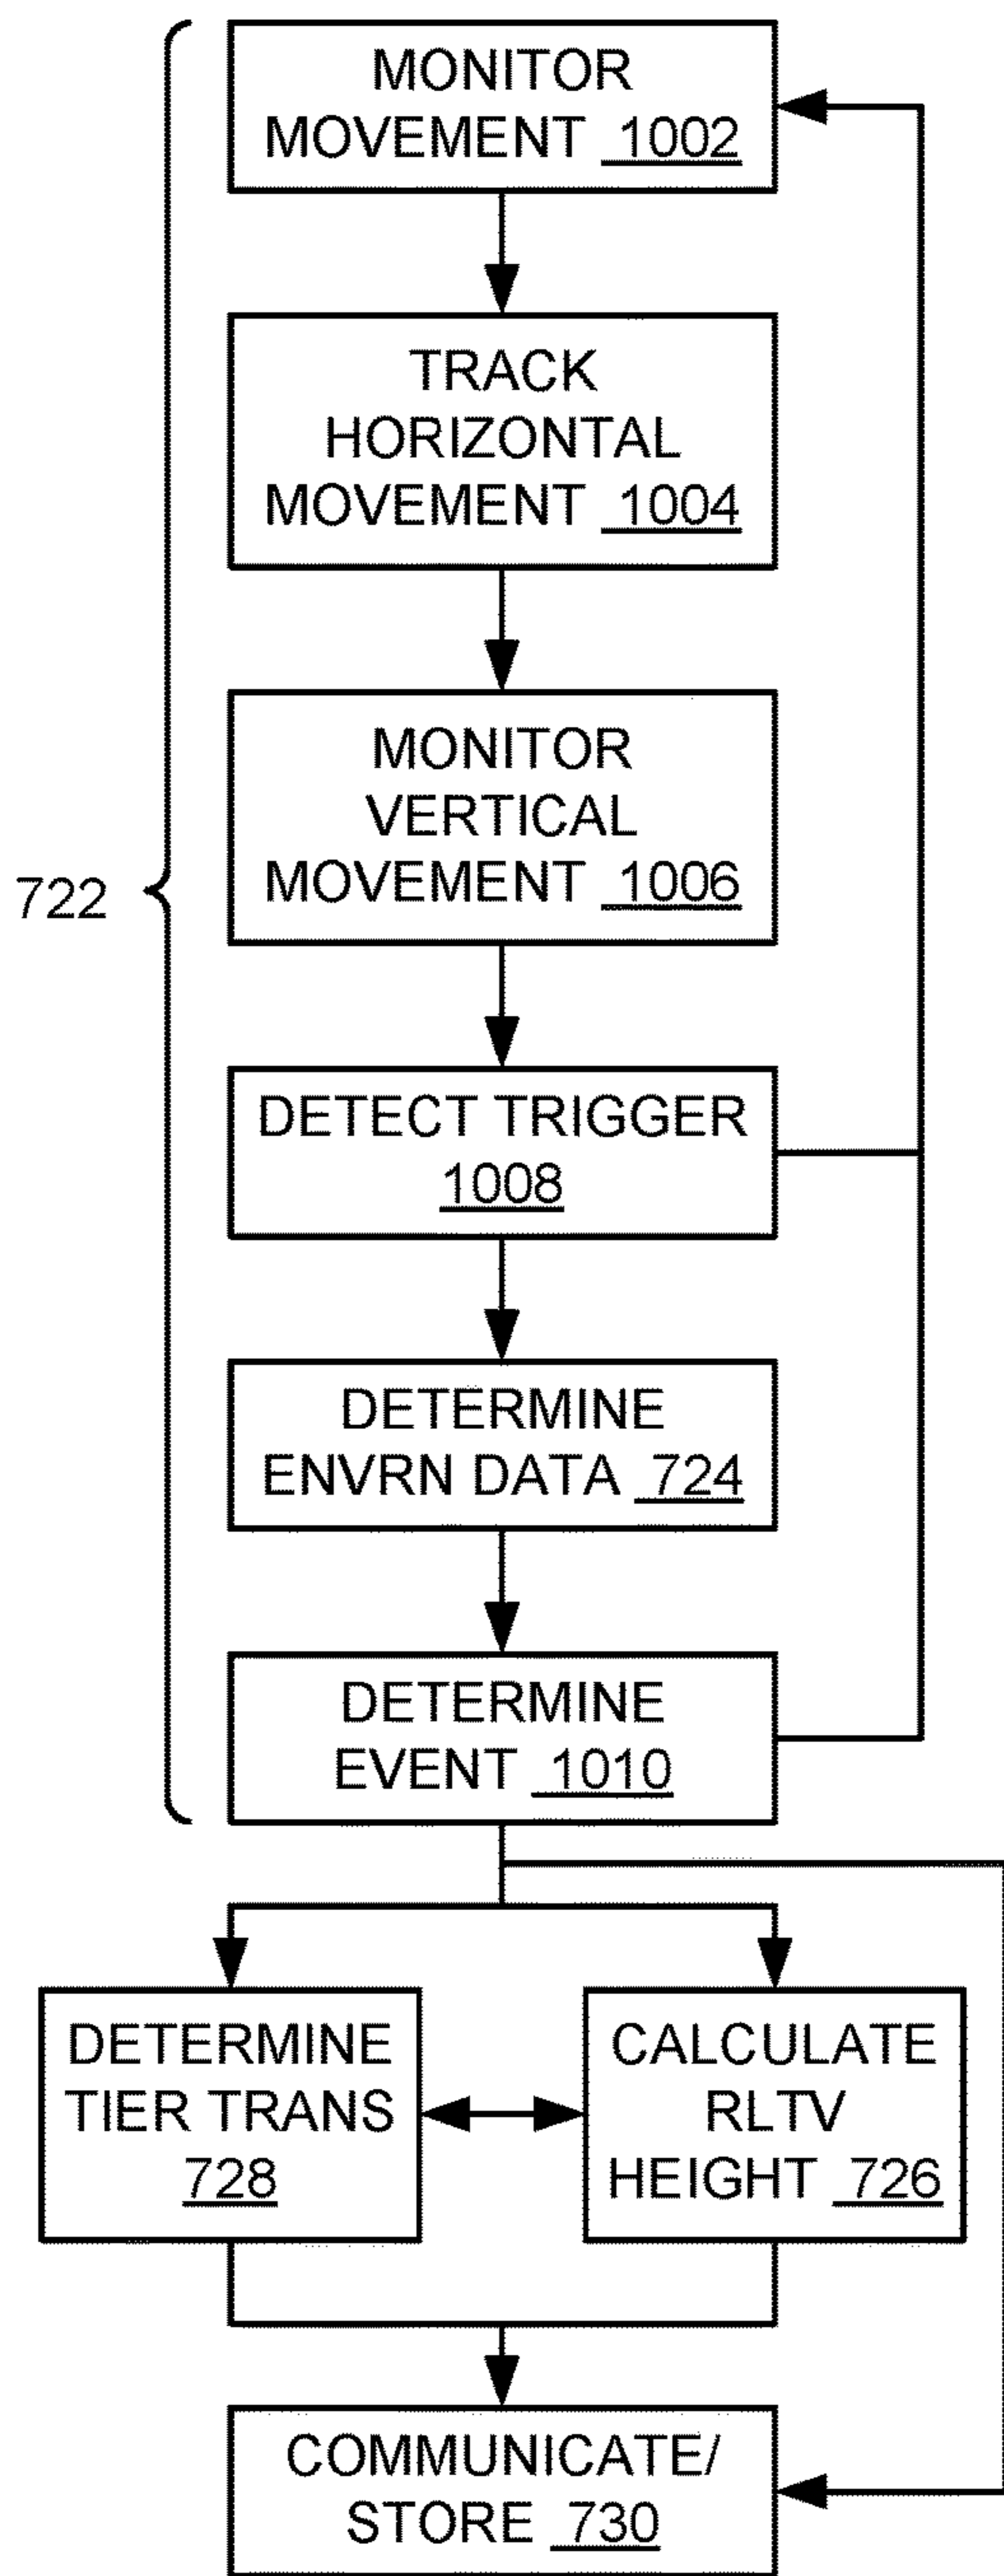 MONITOR
MOVEMENT 1002
TRACK
HORIZONTAL
MOVEMENT 1004
MONITOR
VERTICAL
MOVEMENT 1006
722
DETECT TRIGGER
1008
DETERMINE
ENVRN DATA 724
DETERMINE
EVENT 1010
DETERMINE
TIER TRANS
728
CALCULATE
RLTV
HEIGHT 726
COMMUNICATE/
STORE 730